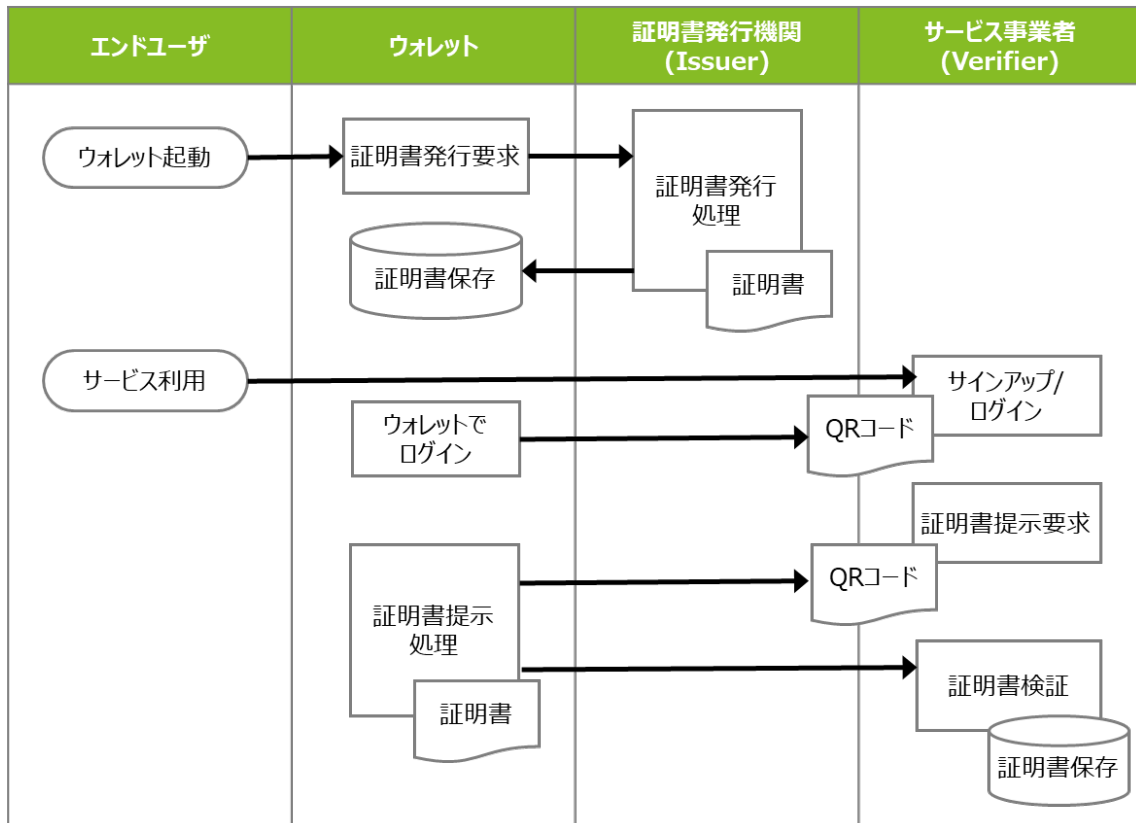 エンドユーザ
ウォレット
証明書発行機関
(Issuer)
サービス事業者
(Verifier)
ウォレット起動
証明書発行要求
証明書発行
処理
証明書保存
証明書
サービス利用
サインアップ/
ログイン
ウォレットで
ログイン
QRコード
証明書提示要求
QRコード
証明書提示
処理
証明書
証明書検証
証明書保存